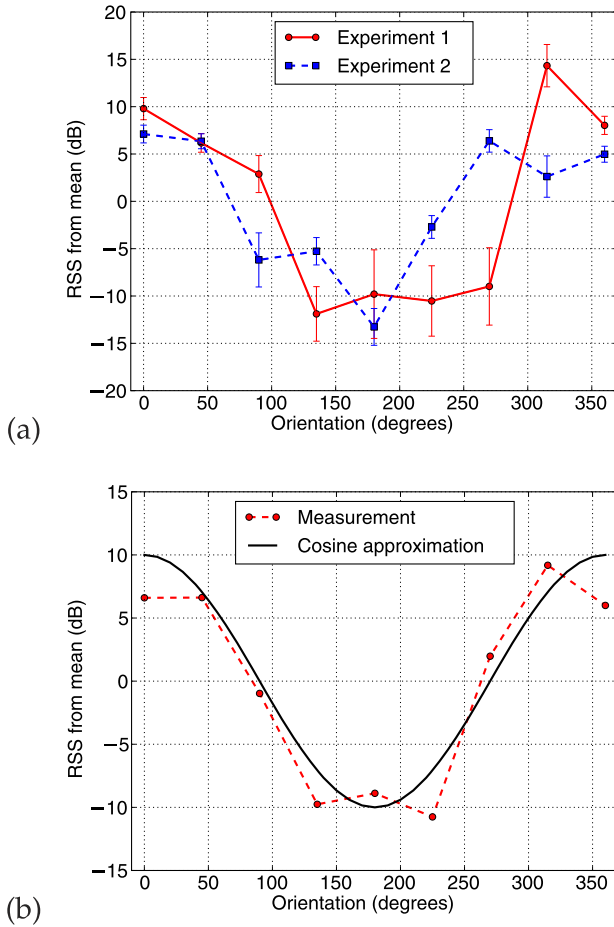 20
15
10
5
0
−5
−10
−15
−20
RSS from mean (dB)
Experiment 1
Experiment 2
0 50 100 150 200 250 300 350
Orientation (degrees)
(a)
15
10
5
0
−5
−10
−15
RSS from mean (dB)
Measurement
Cosine approximation
0 50 100 150 200 250 300 350
Orientation (degrees)
(b)